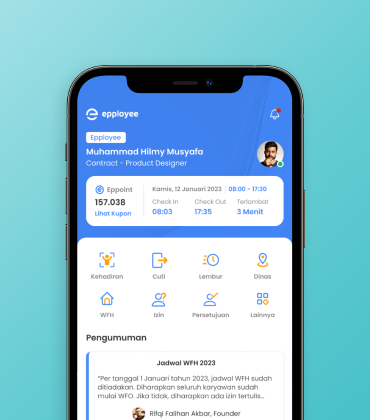 epployee
Epployee
Muhammad Hilmy Musyafa
Contract - Product Designer
Eppoint
157.038
Lihat Kupon
Kamis, 12 Januari 2023 | 08:00 - 17:30
Check In Check Out Terlambat
08:03 17:35 3 Menit
Kehadiran Cuti Lembur Dinas
WFH Izin Persetujuan Lainnya
Pengumuman
Jadwal WFH 2023
"Per tanggal 1 Januari tahun 2023, jadwal WFH sudah
ditiadakan. Diharapkan seluruh karyawan sudah
mulai WFO. Jika tidak, diharapkan ada izin tertulis...
Rifqi Falihan Akbar, Founder